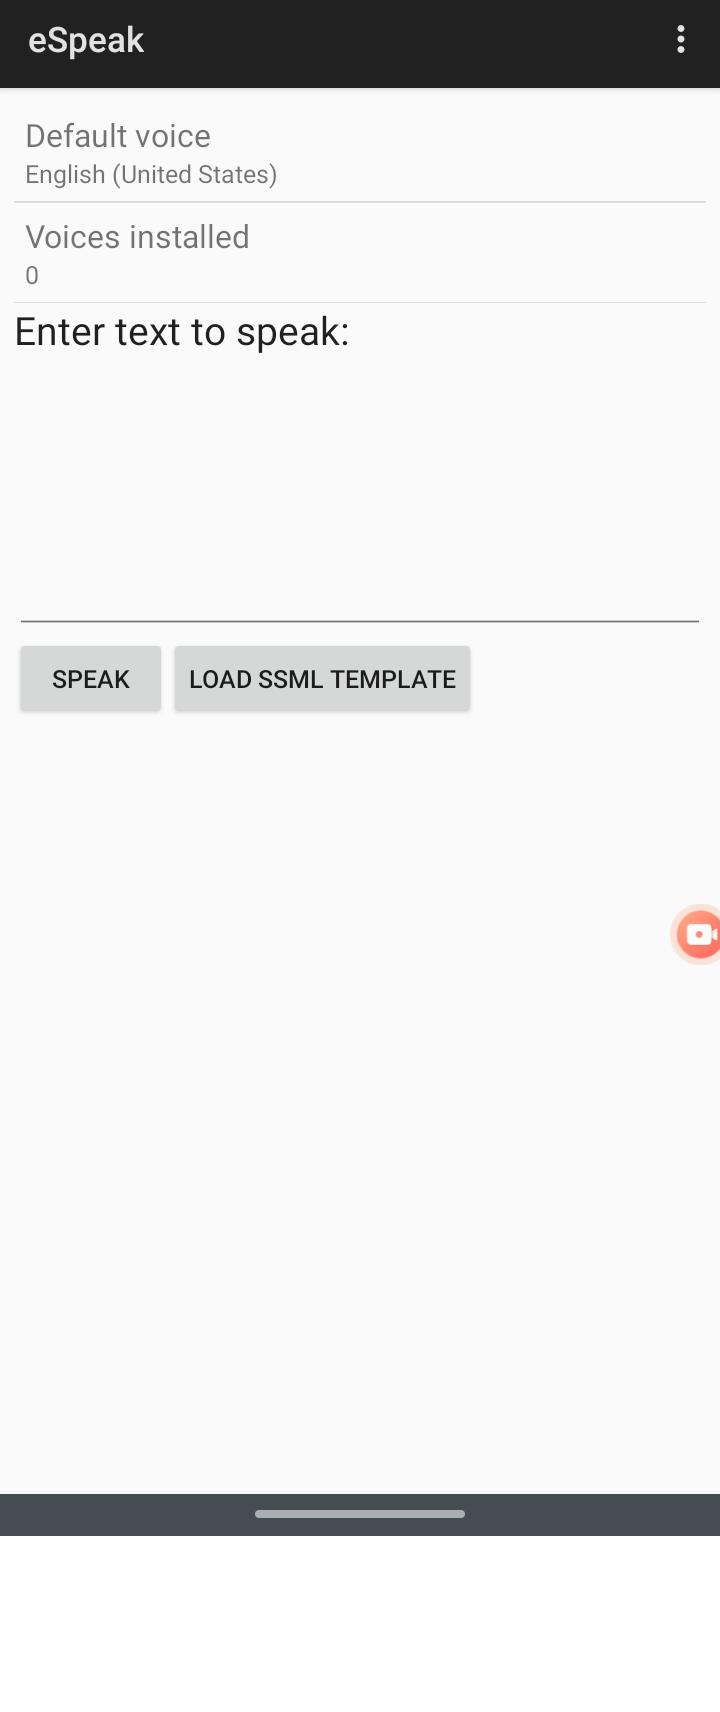 eSpeak
Default voice
English (United States)
Voices installed
0
Enter text to speak:
SPEAK
LOAD SSML TEMPLATE